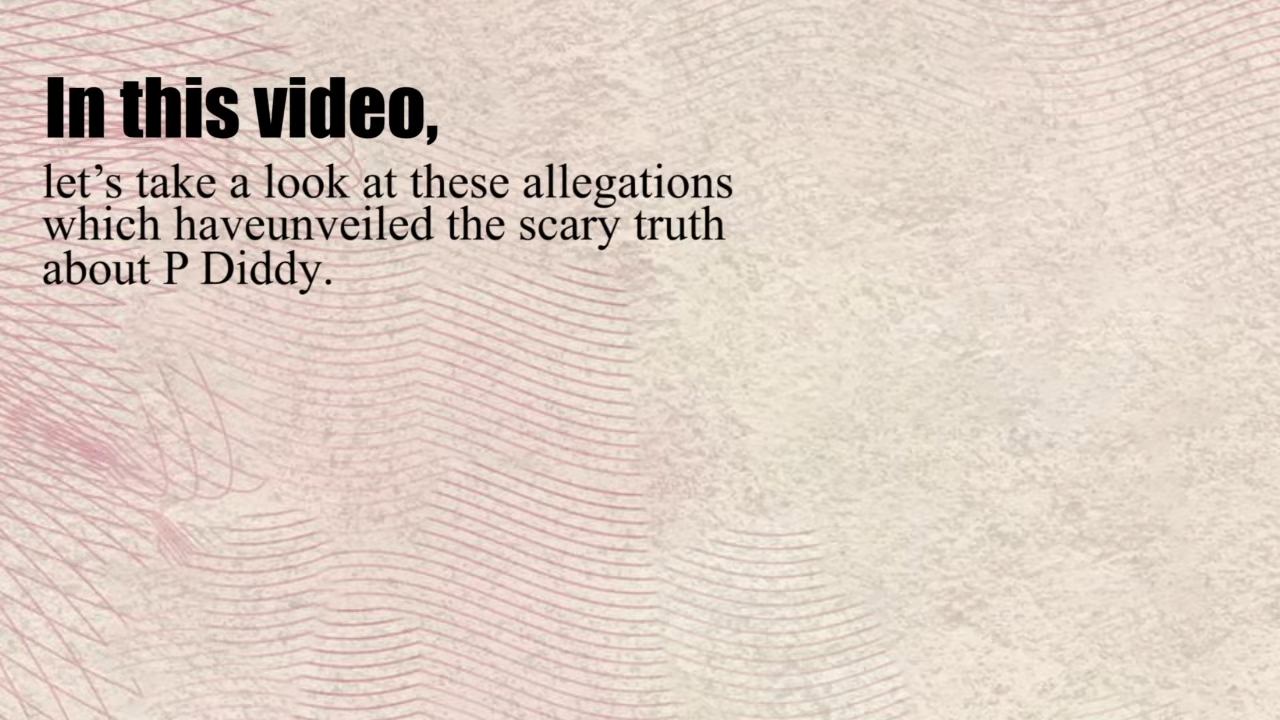 In this video,
let’s take a look at these allegations
which haveunveiled the scary truth
about P Diddy.